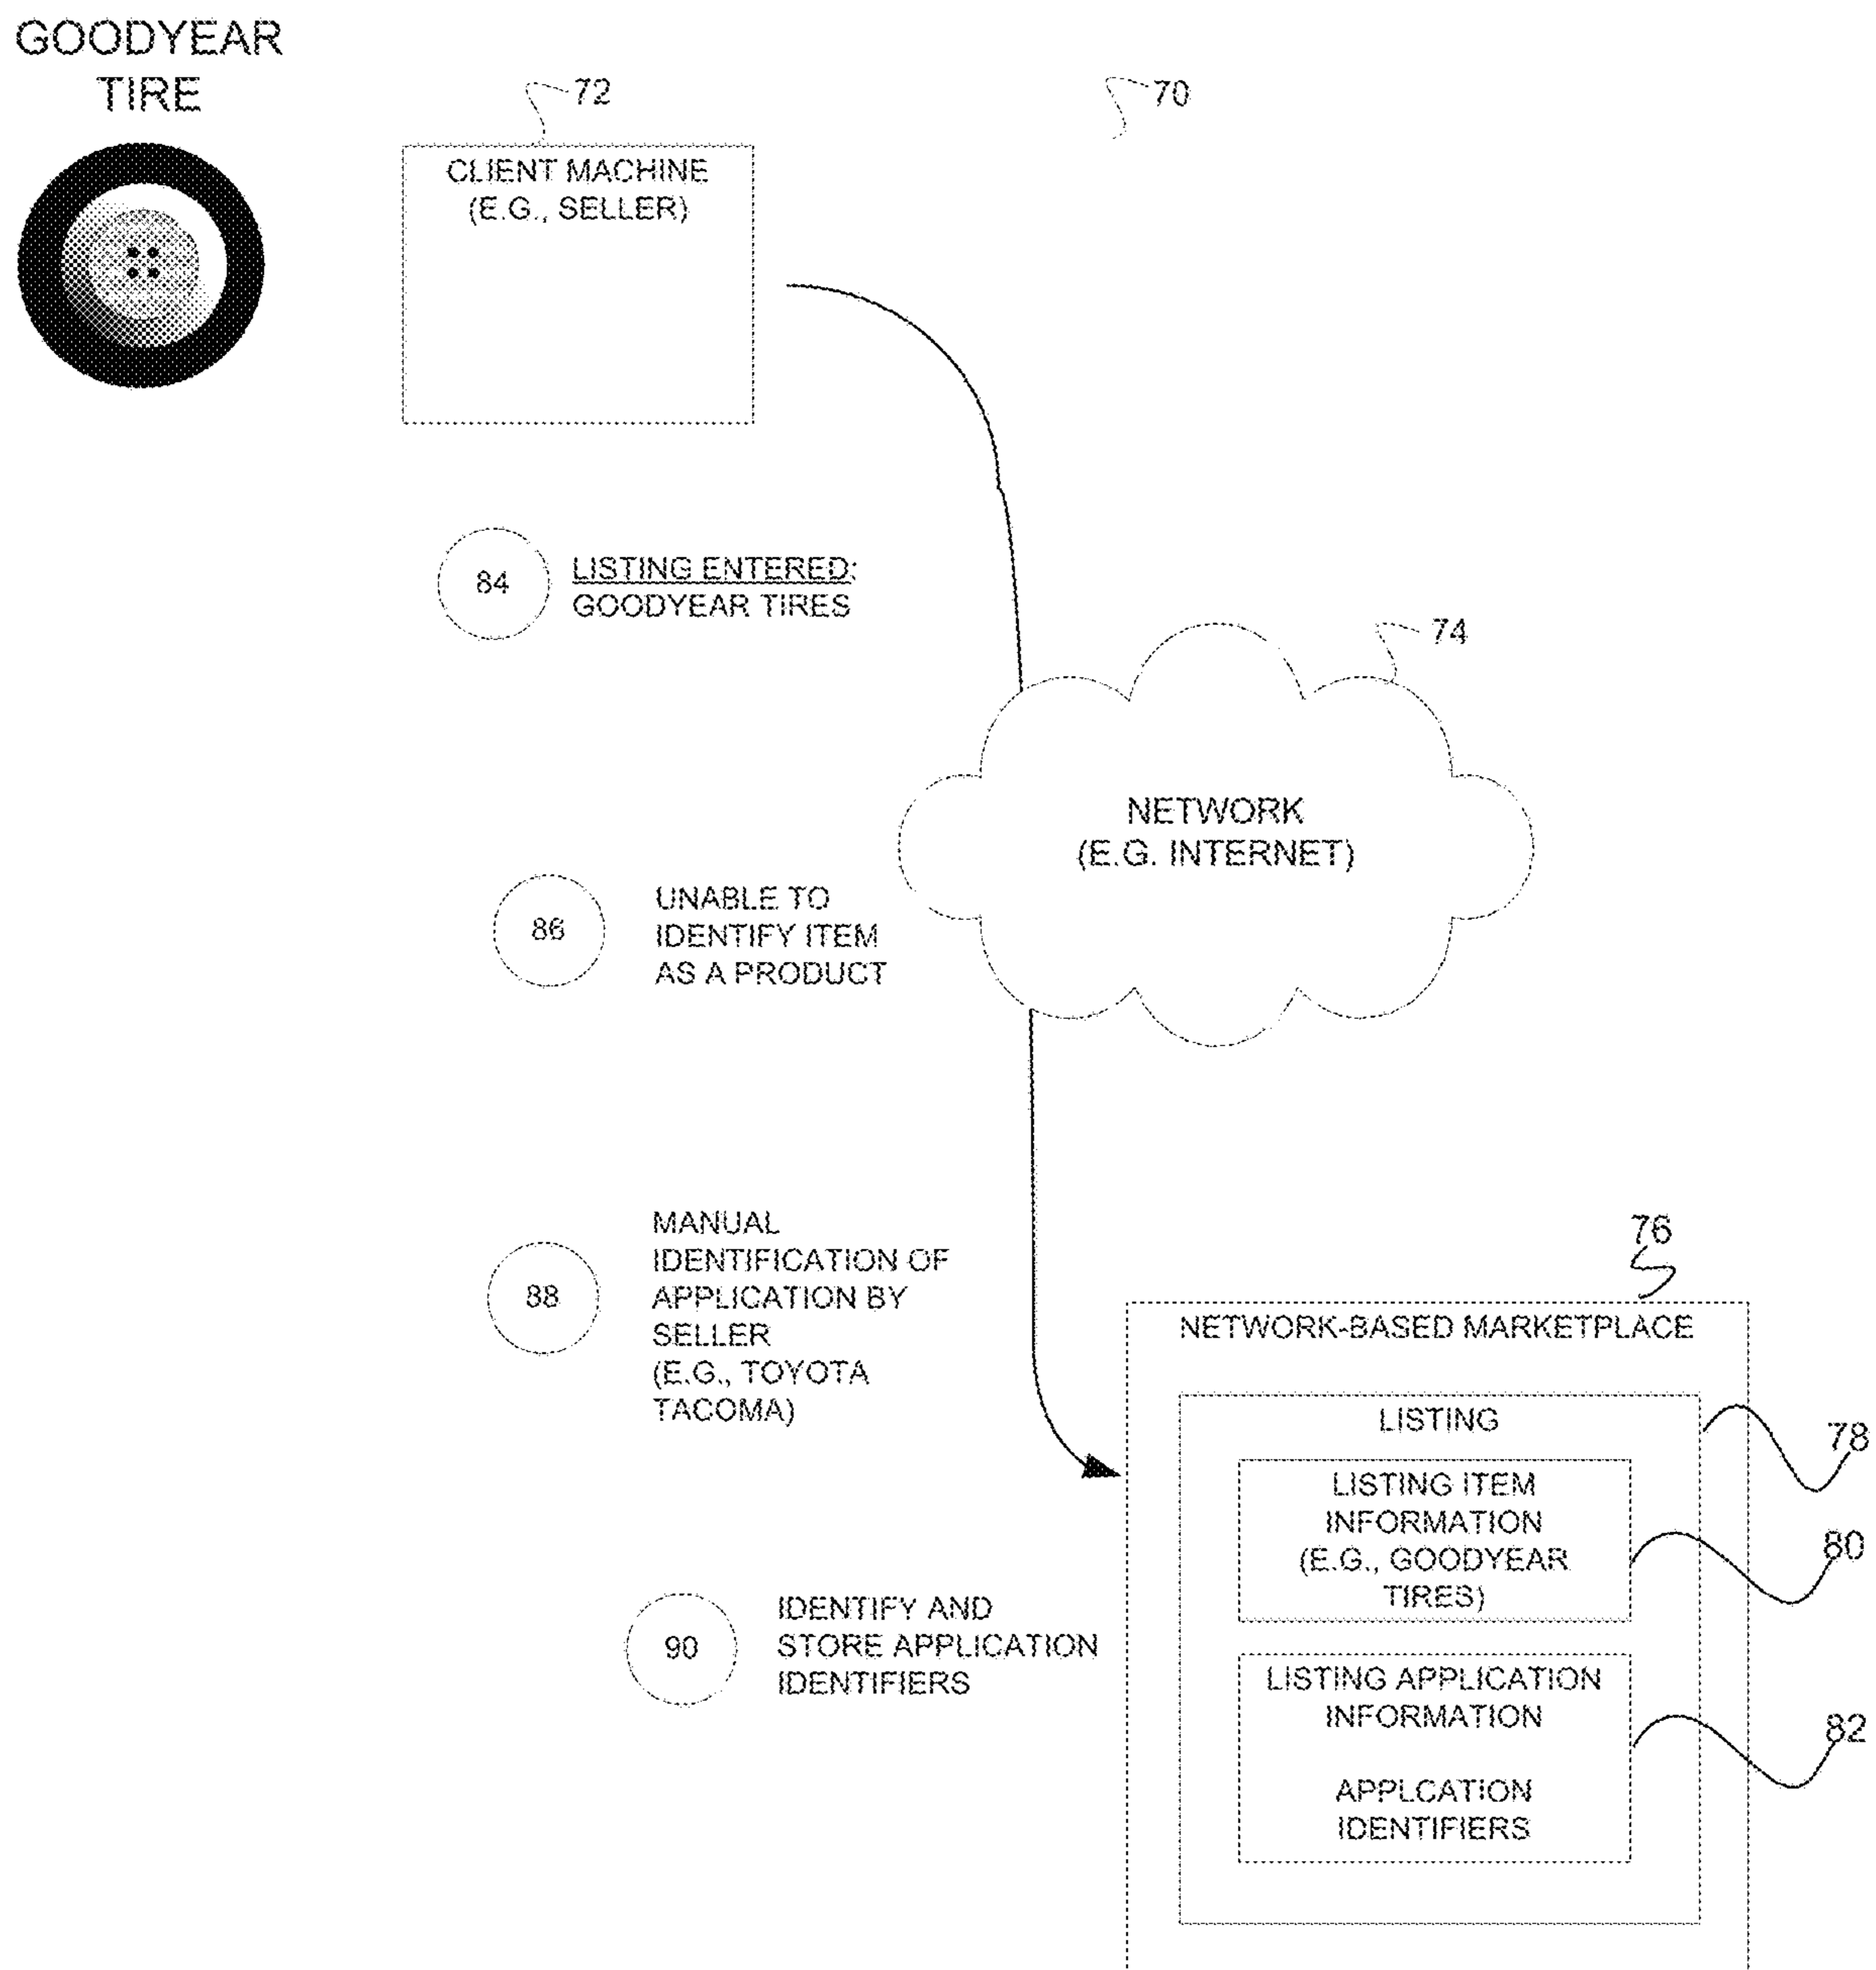 GOODYEAR
TIRE
72
70
CLIENT MACHINE
(E.G., SELLER)
84
LISTING ENTERED:
GOODYEAR TIRES
74
NETWORK
(E.G. INTERNET)
86
UNABLE TO
IDENTIFY ITEM
AS A PRODUCT
88
MANUAL
IDENTIFICATION OF
APPLICATION BY
SELLER
(E.G., TOYOTA
TACOMA)
76
NETWORK-BASED MARKETPLACE
LISTING
78
LISTING ITEM
INFORMATION
(E.G., GOODYEAR
TIRES)
80
90
IDENTIFY AND
STORE APPLICATION
IDENTIFIERS
LISTING APPLICATION
INFORMATION
82
APPLCATION
IDENTIFIERS